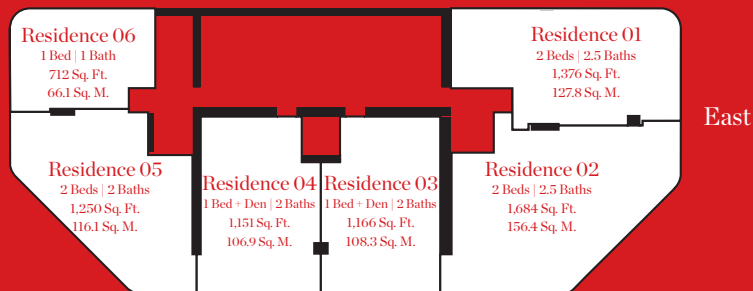 Residence 06
1 Bed | 1 Bath
712 Sq. Ft.
66.1 Sq. M.
Residence 01
2 Beds | 2.5 Baths
1,376 Sq. Ft.
127.8 Sq. M.
East
Residence 05
2 Beds | 2 Baths
1,250 Sq. Ft.
116.1 Sq. M.
Residence 04
1 Bed + Den | 2 Baths
1,151 Sq. Ft.
106.9 Sq. M.
Residence 03
1 Bed + Den | 2 Baths
1,166 Sq. Ft.
108.3 Sq. M.
Residence 02
2 Beds | 2.5 Baths
1,684 Sq. Ft.
156.4 Sq. M.